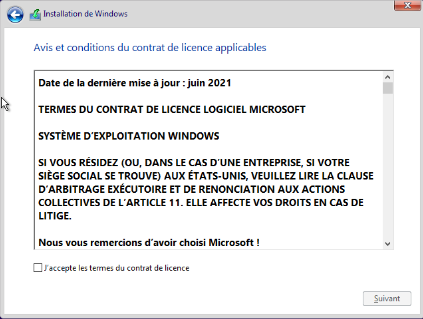 Installation de Windows
Avis et conditions du contrat de licence applicables
Date de la dernière mise à jour : juin 2021
TERMES DU CONTRAT DE LICENCE LOGICIEL MICROSOFT
SYSTÈME D'EXPLOITATION WINDOWS
SI VOUS RÉSIDEZ (OU, DANS LE CAS D'UNE ENTREPRISE, SI VOTRE
SIÈGE SOCIAL SE TROUVE) AUX ÉTATS-UNIS, VEUILLEZ LIRE LA CLAUSE
D'ARBITRAGE EXÉCUTOIRE ET DE RENONCIATION AUX ACTIONS
COLLECTIVES DE L'ARTICLE 11. ELLE AFFECTE VOS DROITS EN CAS DE
LITIGE.
Nous vous remercions d'avoir choisi Microsoft !
J'accepte les termes du contrat de licence
Suivant